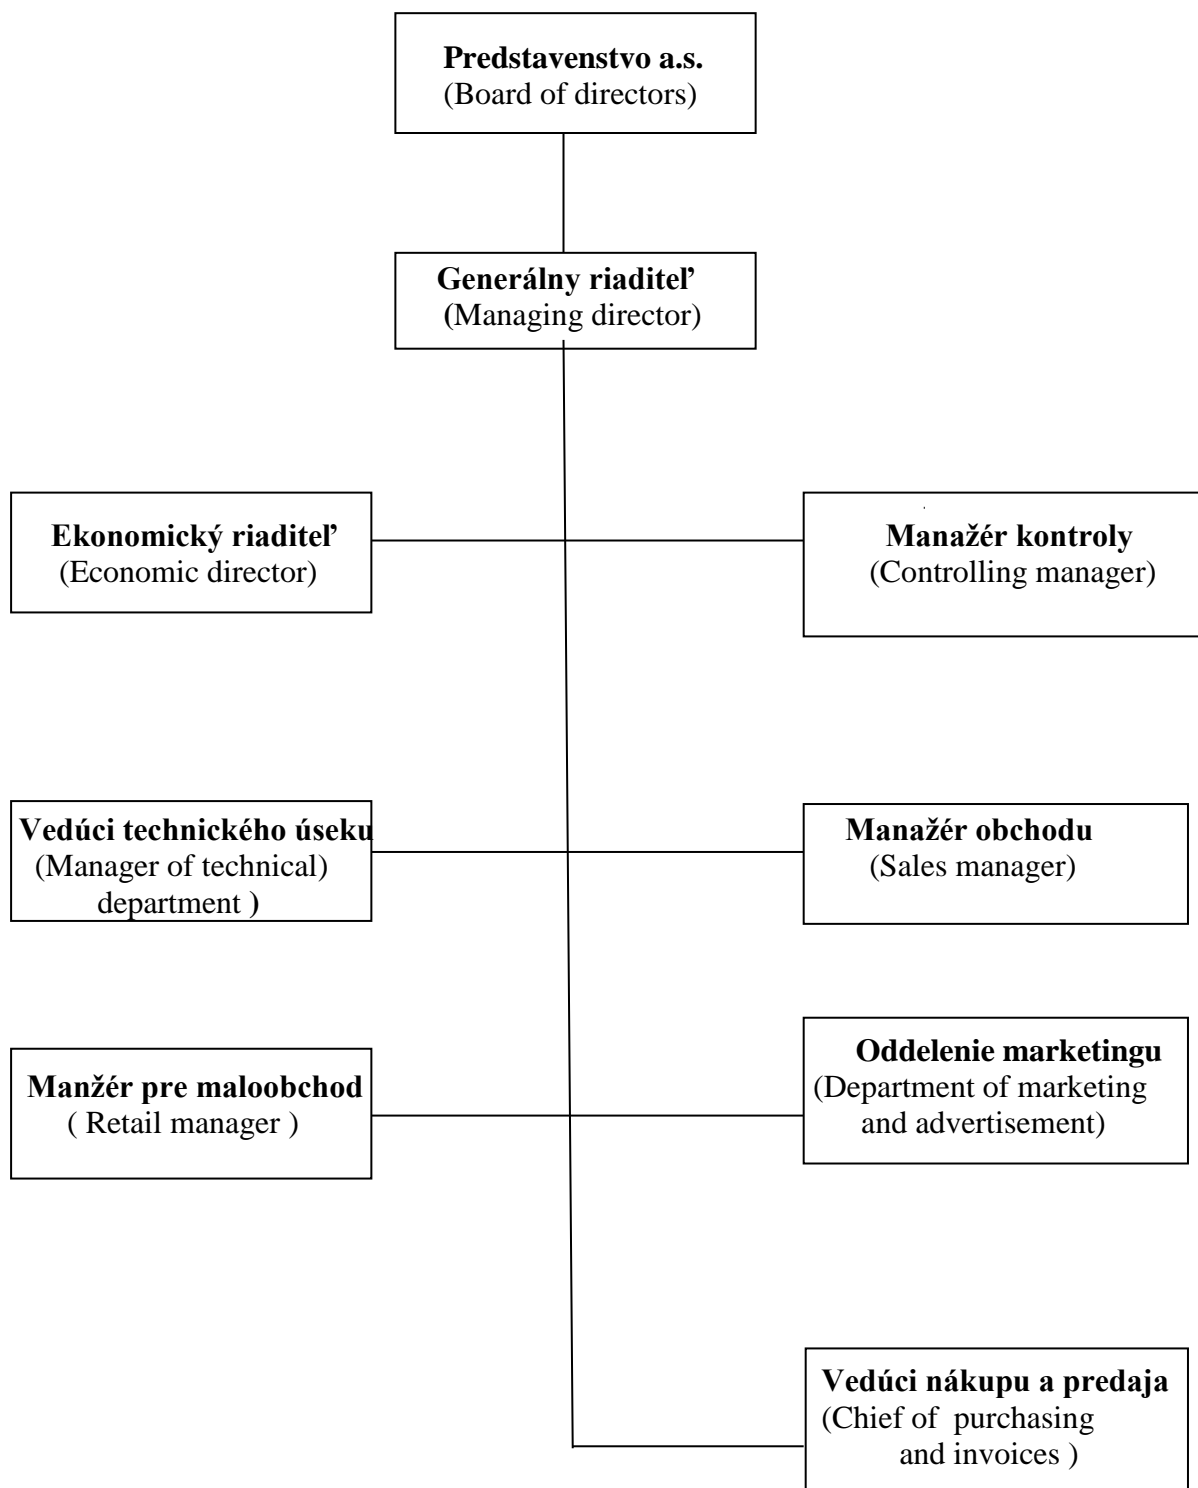 Predstavenstvo a.s.
(Board of directors)
Generálny riaditeľ
(Managing director)
Ekonomický riaditeľ
(Economic director)
Manažér kontroly
(Controlling manager)
Vedúci technického úseku
(Manager of technical)
department )
Manažér obchodu
(Sales manager)
Manžér pre maloobchod
( Retail manager )
Oddelenie marketingu
(Department of marketing
and advertisement)
Vedúci nákupu a predaja
(Chief of purchasing
and invoices )